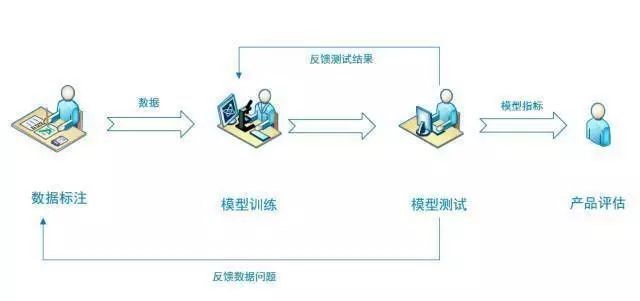 反馈测试结果
数据
模型指标
数据标注
模型训练
模型测试
产品评估
反馈数据问题